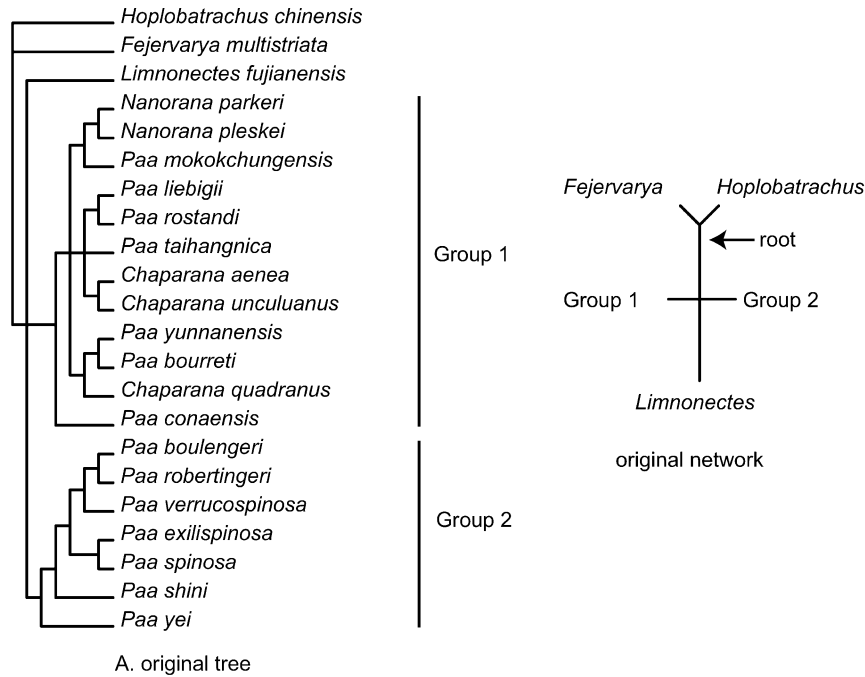 Hoplobatrachus chinensis
Fejervarya multistriata
Limnonectes fujianensis
Nanorana parkeri
Nanorana pleskei
Paa mokokchungensis
Paa liebigii
Paa rostandi
Paa taihangnica
Chaparana aenea
Chaparana unculuanus
Paa yunnanensis
Paa bourreti
Chaparana quadranus
Paa conaensis
Paa boulengeri
Paa robertingeri
Paa verrucospinosa
Paa exilispinosa
Paa spinosa
Paa shini
Paa yei
A. original tree
Group 1
Group 2
Fejervarya Hoplobatrachus
root
Group 1 Group 2
Limnonectes
original network